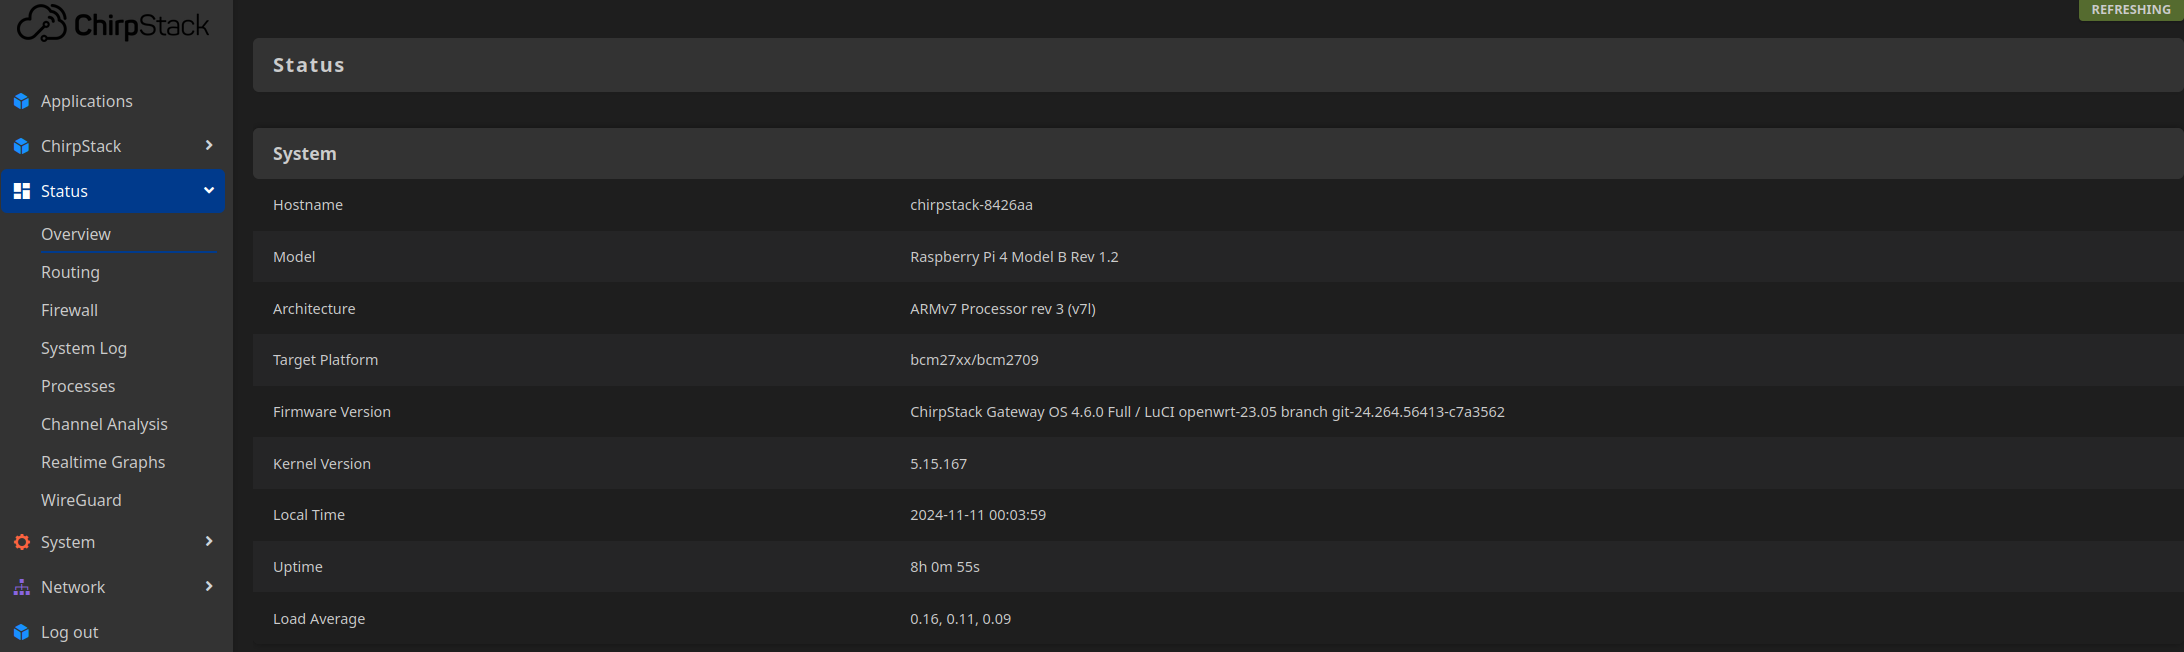 ChirpStack
REFRESHING
Applications
ChirpStack
Status
Overview
Routing
Firewall
System Log
Processes
Channel Analysis
Realtime Graphs
WireGuard
System
Network
Log out
Status
System
Hostname chirpstack-8426aa
Model Raspberry Pi 4 Model B Rev 1.2
Architecture ARMv7 Processor rev 3 (v7l)
Target Platform bcm27xx/bcm2709
Firmware Version ChirpStack Gateway OS 4.6.0 Full / LuCI openwrt-23.05 branch git-24.264.56413-c7a3562
Kernel Version 5.15.167
Local Time 2024-11-11 00:03:59
Uptime 8h 0m 55s
Load Average 0.16, 0.11, 0.09